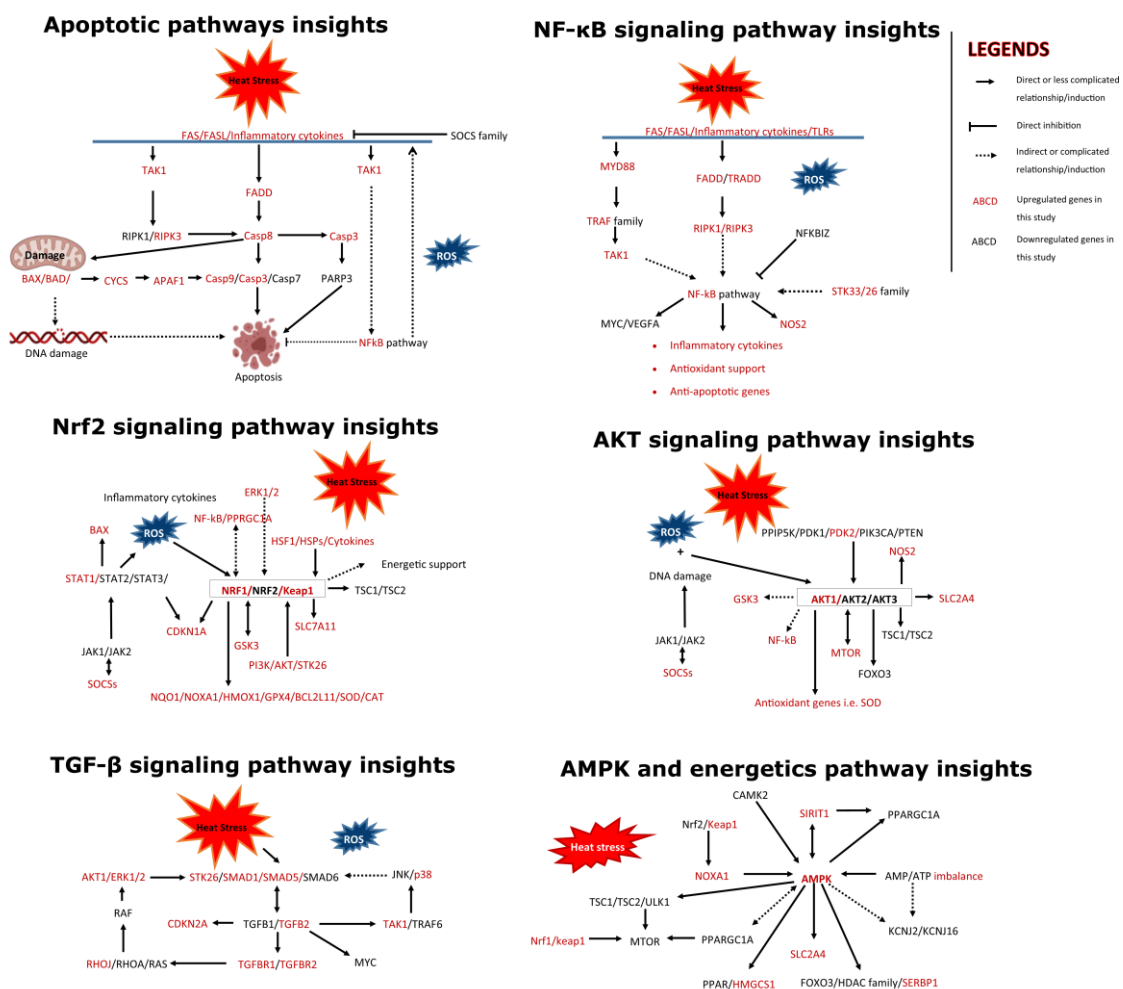 Apoptotic pathways insights
Heat Stress
FAS/FASL/Inflammatory cytokines
SOCS family
TAK1
TAK1
FADD
RIPK1/RIPK3
Casp8
Casp3
Damage
ROS
BAX/BAD/
CYCS
APAF1
Casp9/Casp3/Casp7
PARP3
DNA damage
NFkB pathway
Apoptosis
NF-κB signaling pathway insights
Heat Stress
FAS/FASL/Inflammatory cytokines/TLRs
MYD88
FADD/TRADD
ROS
TRAF family
RIPK1/RIPK3
NFKBIZ
TAK1
NF-kB pathway
STK33/26 family
MYC/VEGFA
NOS2
• Inflammatory cytokines
• Antioxidant support
• Anti-apoptotic genes
LEGENDS
Direct or less complicated
relationship/induction
Direct inhibition
Indirect or complicated
relationship/induction
ABCD
Upregulated genes in
this study
ABCD
Downregulated genes in
this study
Nrf2 signaling pathway insights
Heat Stress
Inflammatory cytokines
ERK1/2
NF-kB/PPRGC1A
BAX
ROS
HSF1/HSPs/Cytokines
Energetic support
STAT1/STAT2/STAT3/
NRF1/NRF2/Keap1
TSC1/TSC2
CDKN1A
SLC7A11
GSK3
JAK1/JAK2
PI3K/AKT/STK26
SOCSs
NQO1/NOXA1/HMOX1/GPX4/BCL2L11/SOD/CAT
AKT signaling pathway insights
Heat Stress
ROS
+
DNA damage
PPIP5K/PDK1/PDK2/PIK3CA/PTEN
NOS2
GSK3
AKT1/AKT2/AKT3
SLC2A4
NF-kB
TSC1/TSC2
JAK1/JAK2
MTOR
SOCSs
FOXO3
Antioxidant genes i.e. SOD
TGF-β signaling pathway insights
Heat Stress
ROS
AKT1/ERK1/2
STK26/SMAD1/SMAD5/SMAD6
JNK/p38
RAF
CDKN2A
TGFB1/TGFB2
TAK1/TRAF6
RHOJ/RHOA/RAS
TGFBR1/TGFBR2
MYC
AMPK and energetics pathway insights
CAMK2
SIRIT1
PPARGC1A
Nrf2/Keap1
Heat stress
NOXA1
AMPK
AMP/ATP imbalance
TSC1/TSC2/ULK1
KCNJ2/KCNJ16
Nrf1/keap1
MTOR
PPARGC1A
SLC2A4
PPAR/HMGCS1
FOXO3/HDAC family/SERBP1